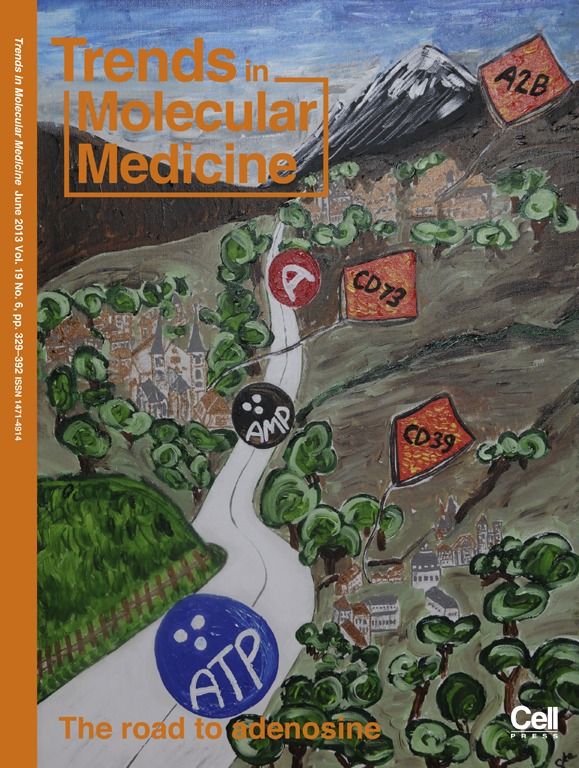 Trends in Molecular Medicine June 2013 Vol. 19 No. 6, pp. 329–392 ISSN 1471-4914
Trends in
Molecular
Medicine
A2B
A
CD73
AMP
CD39
ATP
The road to adenosine
Cell
PRESS